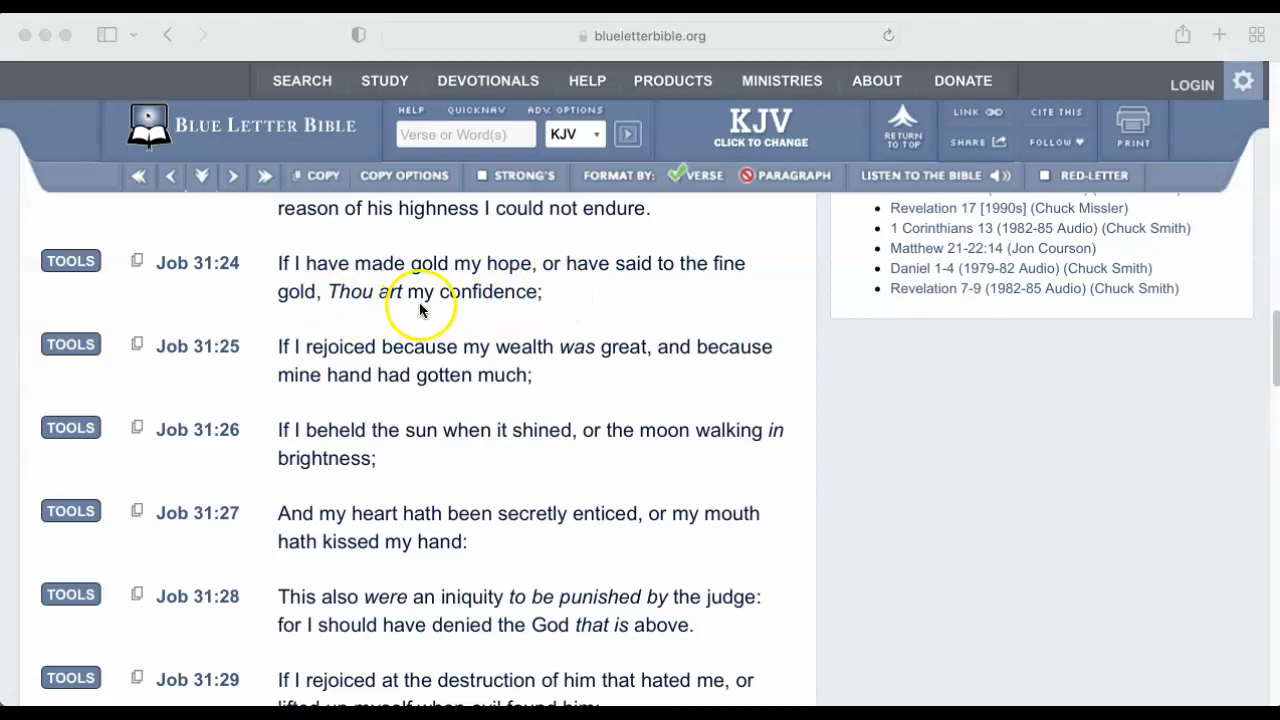 blueletterbible.org
SEARCH STUDY DEVOTIONALS HELP PRODUCTS MINISTRIES ABOUT DONATE LOGIN
BLUE LETTER BIBLE
HELP QUICKNAV ADV. OPTIONS
Verse or Word(s) KJV
KJV
CLICK TO CHANGE
RETURN
TO TOP
LINK CITE THIS
SHARE FOLLOW
PRINT
COPY COPY OPTIONS STRONG'S FORMAT BY: VERSE PARAGRAPH LISTEN TO THE BIBLE RED-LETTER
reason of his highness I could not endure.
TOOLS Job 31:24 If I have made gold my hope, or have said to the fine
gold, Thou art my confidence;
TOOLS Job 31:25 If I rejoiced because my wealth was great, and because
mine hand had gotten much;
TOOLS Job 31:26 If I beheld the sun when it shined, or the moon walking in
brightness;
TOOLS Job 31:27 And my heart hath been secretly enticed, or my mouth
hath kissed my hand:
TOOLS Job 31:28 This also were an iniquity to be punished by the judge:
for I should have denied the God that is above.
TOOLS Job 31:29 If I rejoiced at the destruction of him that hated me, or
lifted up myself when evil found him:
Revelation 17 [1990s] (Chuck Missler)
1 Corinthians 13 (1982-85 Audio) (Chuck Smith)
Matthew 21-22:14 (Jon Courson)
Daniel 1-4 (1979-82 Audio) (Chuck Smith)
Revelation 7-9 (1982-85 Audio) (Chuck Smith)